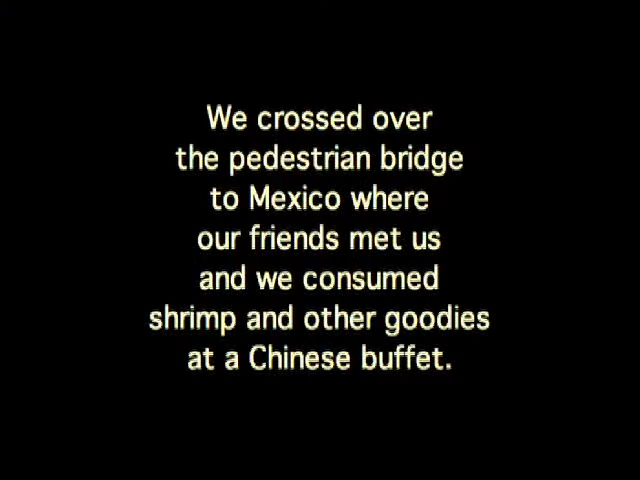 We crossed over
the pedestrian bridge
to Mexico where
our friends met us
and we consumed
shrimp and other goodies
at a Chinese buffet.